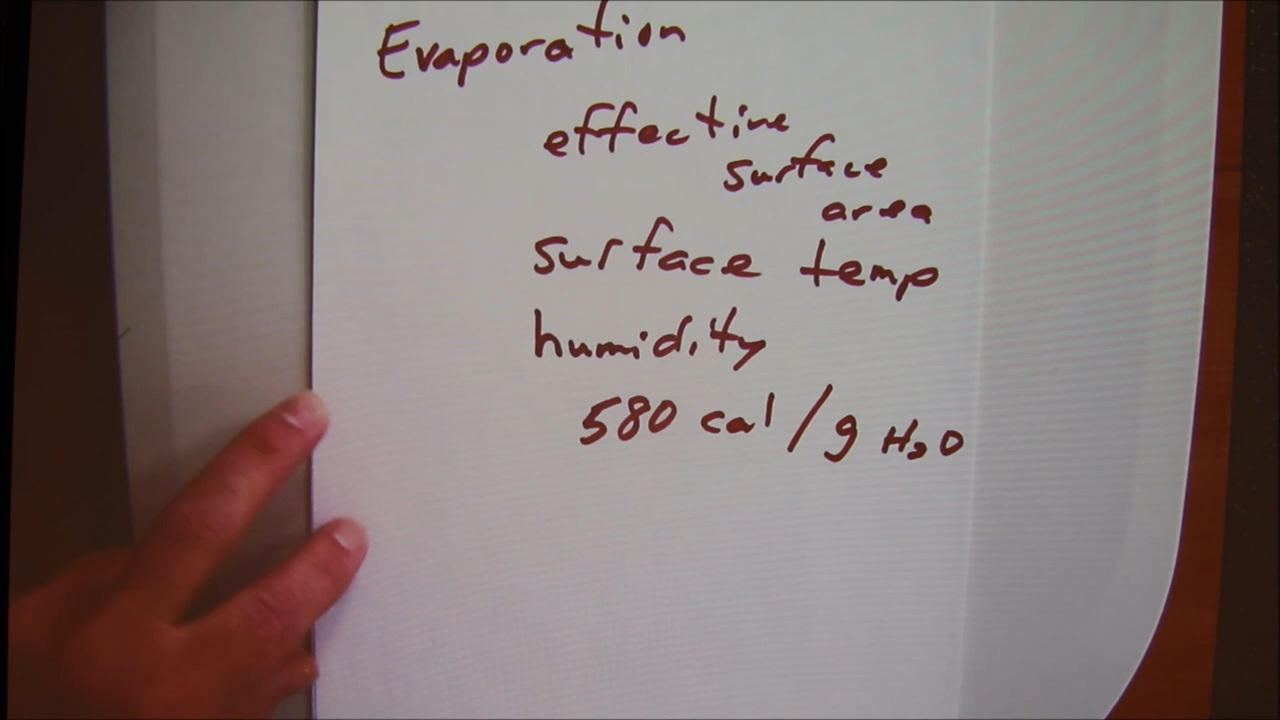 Evaporation
effective
surface
area
surface temp
humidity
580 cal/g H₂O